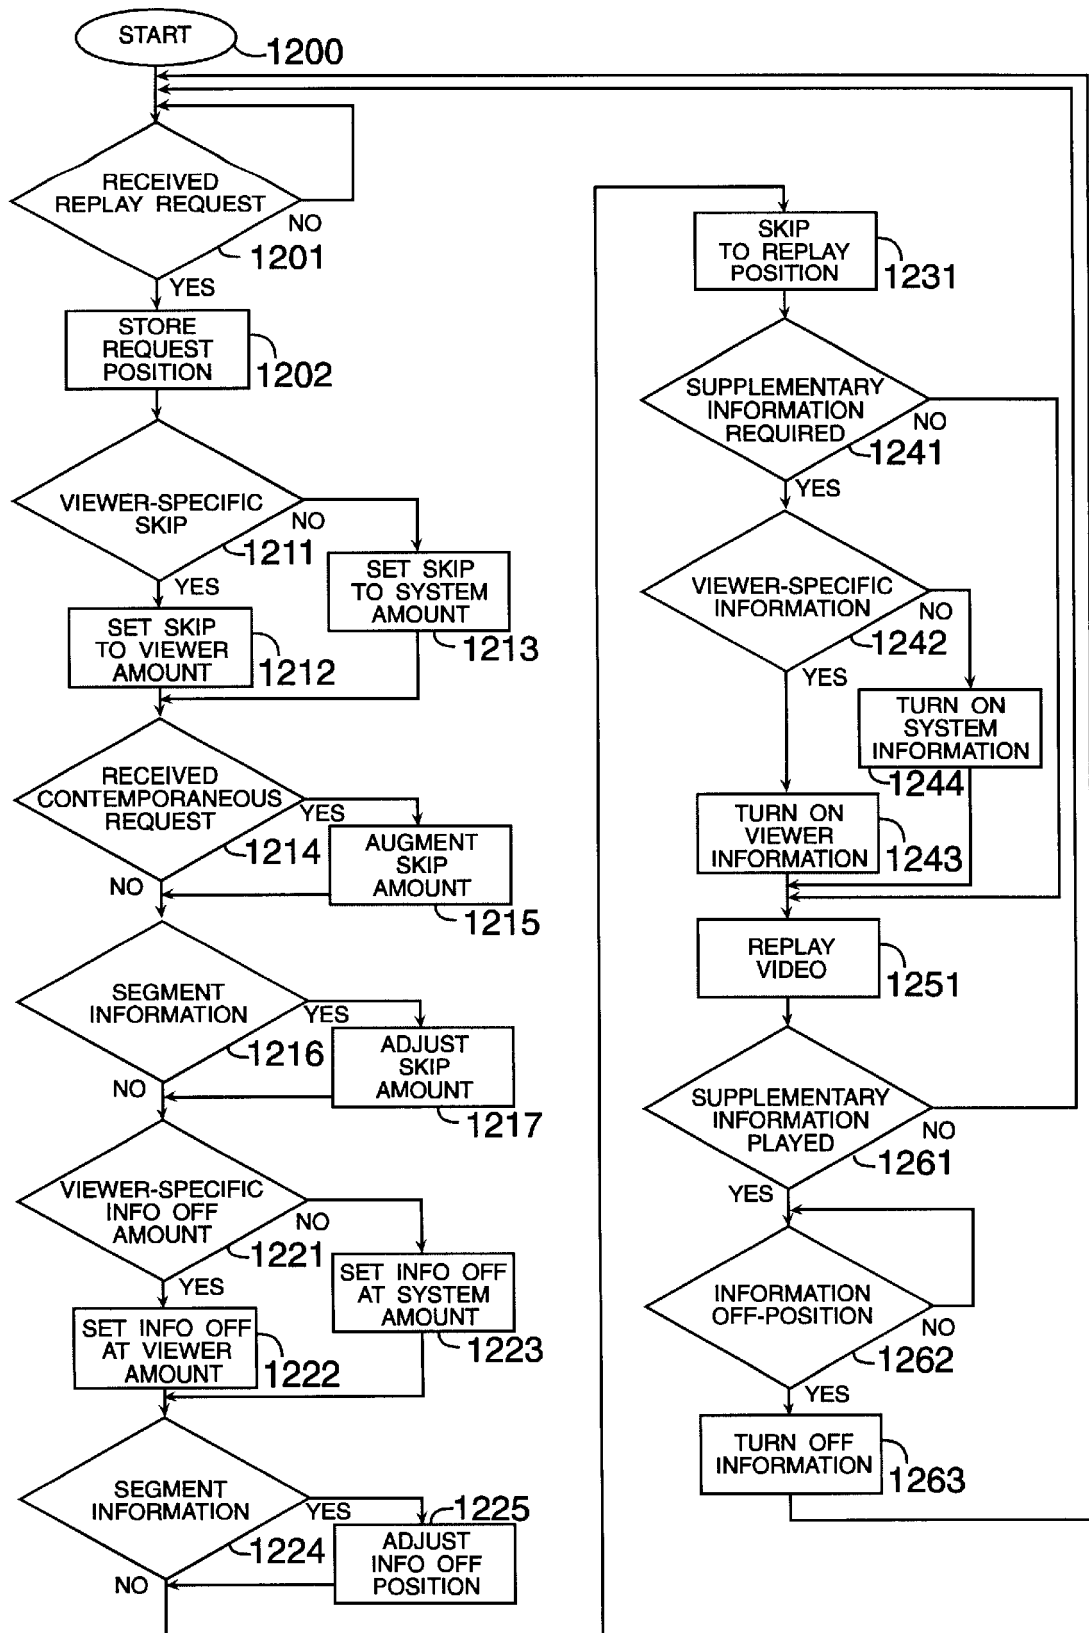 START
1200
RECEIVED
REPLAY REQUEST
NO
1201
YES
STORE
REQUEST
POSITION
1202
VIEWER-SPECIFIC
SKIP
NO
1211
YES
SET SKIP
TO SYSTEM
AMOUNT
1213
SET SKIP
TO VIEWER
AMOUNT
1212
RECEIVED
CONTEMPORANEOUS
REQUEST
YES
1214
NO
AUGMENT
SKIP
AMOUNT
1215
SEGMENT
INFORMATION
YES
1216
NO
ADJUST
SKIP
AMOUNT
1217
VIEWER-SPECIFIC
INFO OFF
AMOUNT
NO
1221
YES
SET INFO OFF
AT SYSTEM
AMOUNT
1223
SET INFO OFF
AT VIEWER
AMOUNT
1222
SEGMENT
INFORMATION
YES
1224
NO
1225
ADJUST
INFO OFF
POSITION
SKIP
TO REPLAY
POSITION
1231
SUPPLEMENTARY
INFORMATION
REQUIRED
NO
1241
YES
VIEWER-SPECIFIC
INFORMATION
NO
1242
YES
TURN ON
SYSTEM
INFORMATION
1244
TURN ON
VIEWER
INFORMATION
1243
REPLAY
VIDEO
1251
SUPPLEMENTARY
INFORMATION
PLAYED
NO
1261
YES
INFORMATION
OFF-POSITION
NO
1262
YES
TURN OFF
INFORMATION
1263